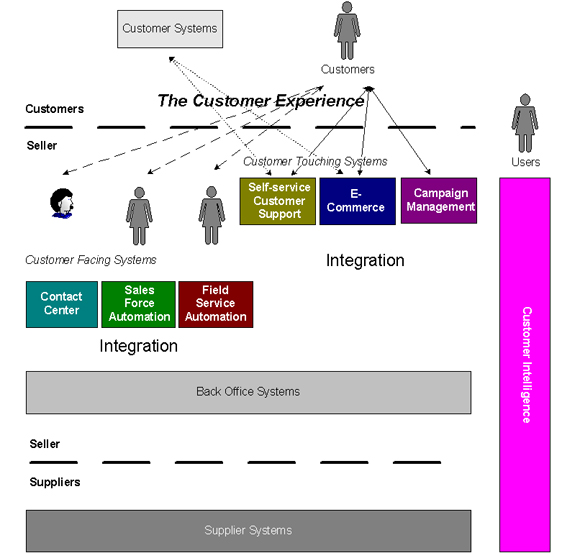 Customer Systems
Customers
The Customer Experience
Customers
Seller
Customer Touching Systems
Users
Self-service
Customer
Support
E-
Commerce
Campaign
Management
Customer Facing Systems
Integration
Contact
Center
Sales
Force
Automation
Field
Service
Automation
Integration
Customer Intelligence
Back Office Systems
Seller
Suppliers
Supplier Systems